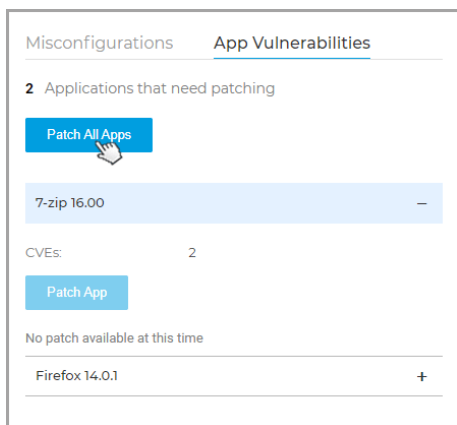 Misconfigurations App Vulnerabilities
2 Applications that need patching
Patch All Apps
7-zip 16.00 −
CVEs: 2
Patch App
No patch available at this time
Firefox 14.0.1 +